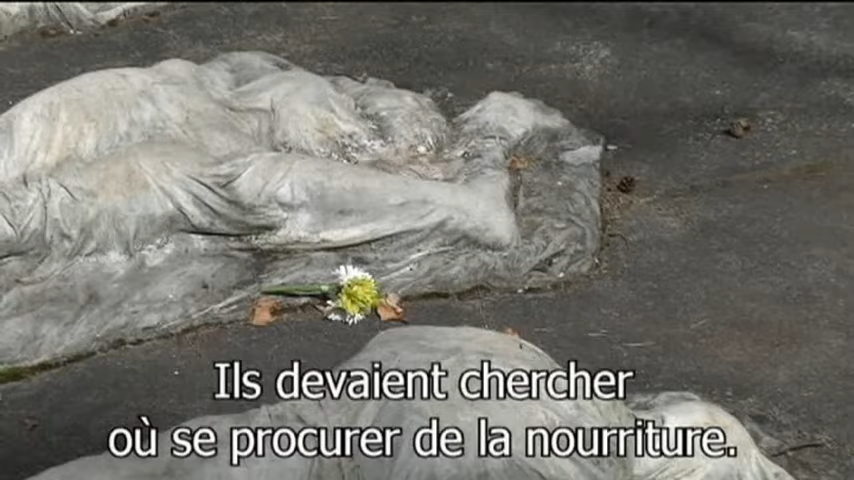 Ils devaient chercher
où se procurer de la nourriture.